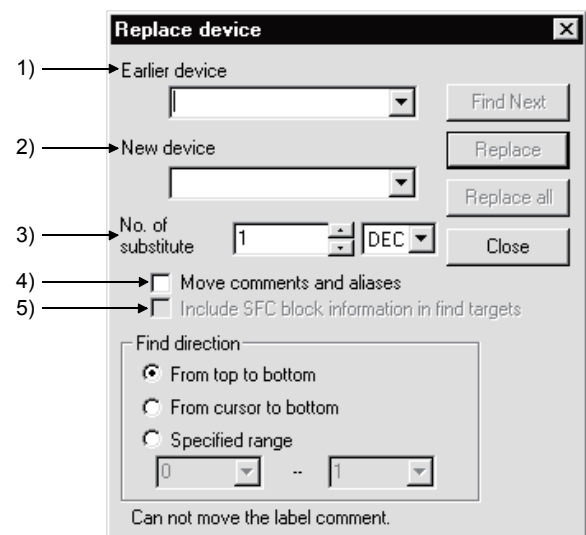 Replace device
1) Earlier device
Find Next
2) New device
Replace
Replace all
3) No. of substitute 1 DEC
Close
4) Move comments and aliases
5) Include SFC block information in find targets
Find direction
From top to bottom
From cursor to bottom
Specified range
0 -- 1
Can not move the label comment.